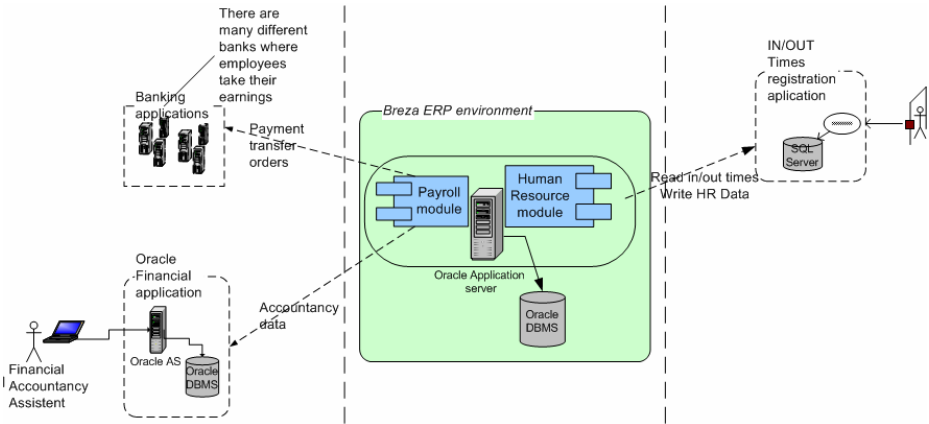 There are
many different
banks where
employees
take their
earnings
Banking
applications
Payment
transfer
orders
Breza ERP environment
Payroll
module
Human
Resource
module
Oracle Application
server
Oracle
DBMS
IN/OUT
Times
registration
aplication
SQL
Server
Read in/out times
Write HR Data
Oracle
Financial
application
Accountancy
data
Oracle AS
Oracle
DBMS
Financial
Accountancy
Assistent